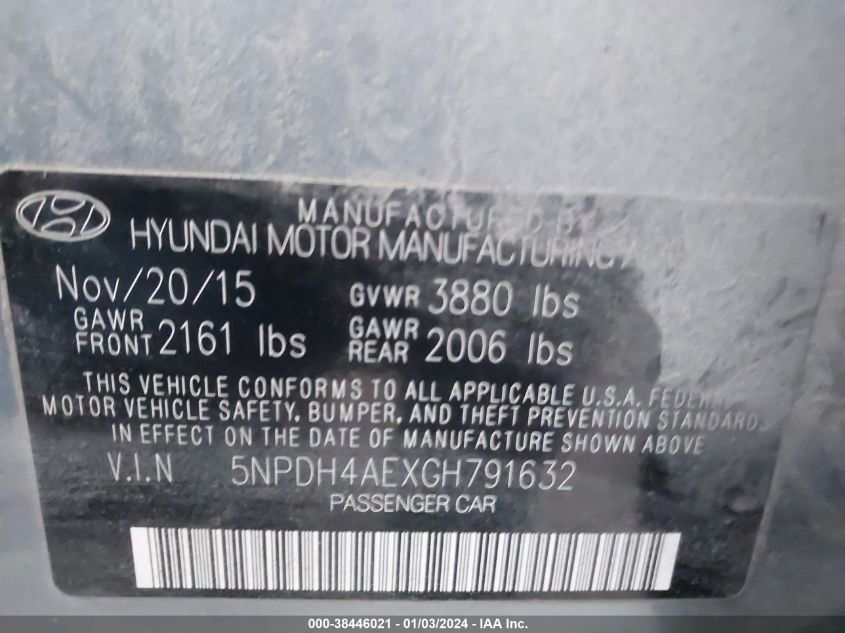 MANUFACTURED BY
HYUNDAI MOTOR MANUFACTURING
Nov/20/15 GVWR 3880 lbs
GAWR FRONT 2161 lbs GAWR REAR 2006 lbs
THIS VEHICLE CONFORMS TO ALL APPLICABLE U.S.A. FEDERAL
MOTOR VEHICLE SAFETY, BUMPER, AND THEFT PREVENTION STANDARDS
IN EFFECT ON THE DATE OF MANUFACTURE SHOWN ABOVE
V.I.N 5NPDH4AEXGH791632
PASSENGER CAR
000-38446021 - 01/03/2024 - IAA Inc.